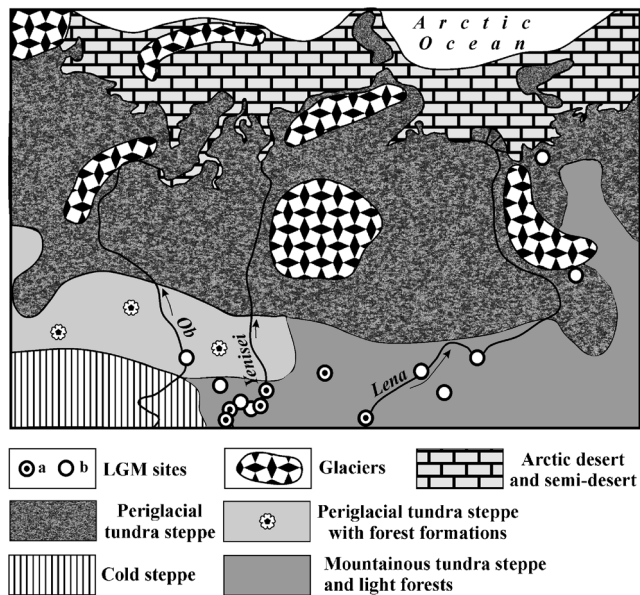 Arctic
Ocean
Ob
Yenisei
Lena
a b LGM sites
Glaciers
Arctic desert
and semi-desert
Periglacial
tundra steppe
Periglacial tundra steppe
with forest formations
Cold steppe
Mountainous tundra steppe
and light forests